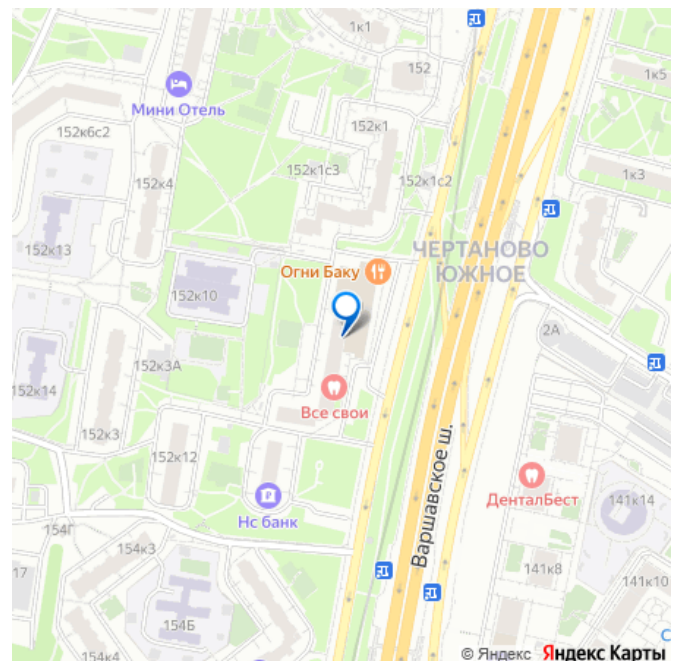 1к1
152
1к5
Мини Отель
152к1
152к6с2
152к1с3
1к3
152к4
152к1с2
152к13
ЧЕРТАНОВО
ЮЖНОЕ
Огни Баку
152к10
2А
152к3А
152к14
Все свои
152к3
152к12
ДенталБест
141к14
Нс банк
Варшавское ш.
154Г
154к3
17
141к8
141к10
154Б
154к4
С
© Яндекс Яндекс Карты